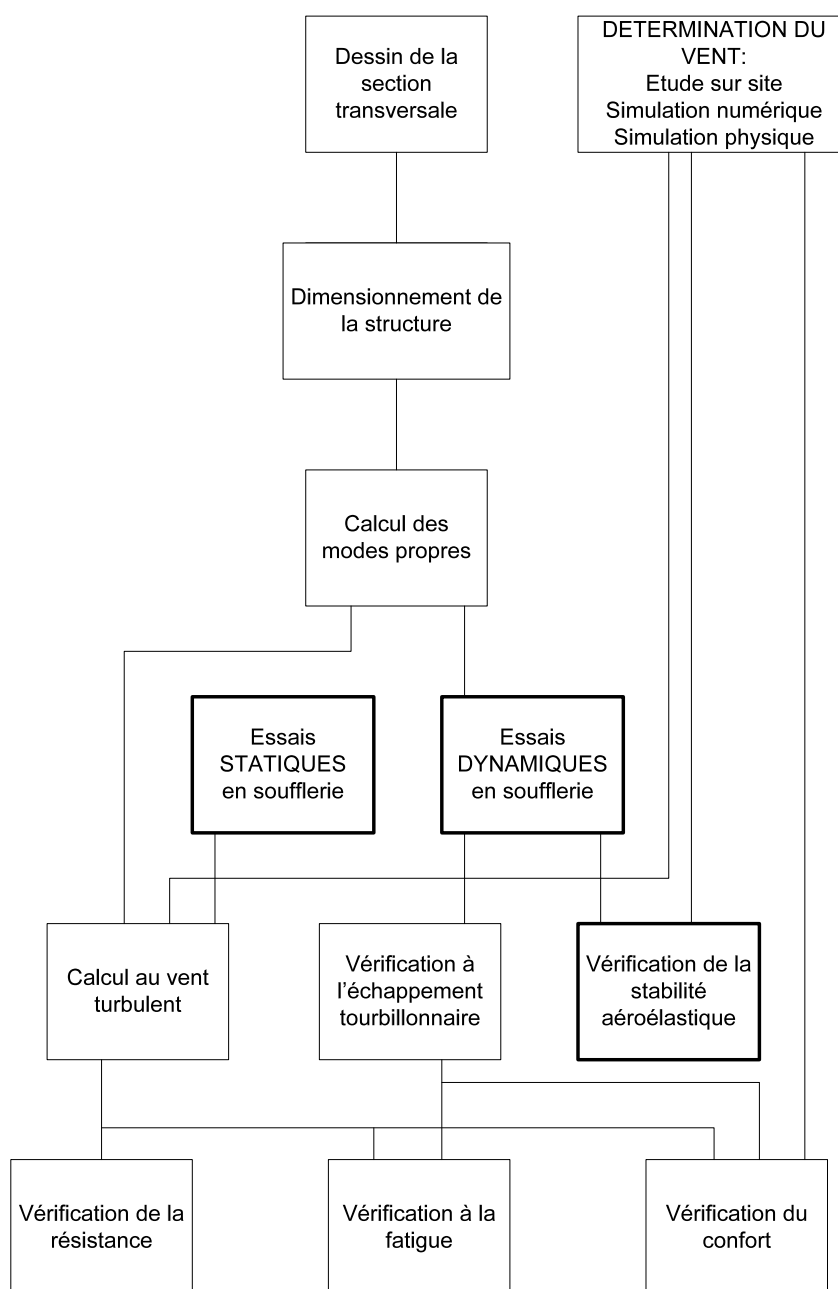 Dessin de la
section
transversale
DETERMINATION DU
VENT:
Etude sur site
Simulation numérique
Simulation physique
Dimensionnement de
la structure
Calcul des
modes propres
Essais
STATIQUES
en soufflerie
Essais
DYNAMIQUES
en soufflerie
Calcul au vent
turbulent
Vérification à
l’échappement
tourbillonnaire
Vérification de la
stabilité
aéroélastique
Vérification de la
résistance
Vérification à la
fatigue
Vérification du
confort